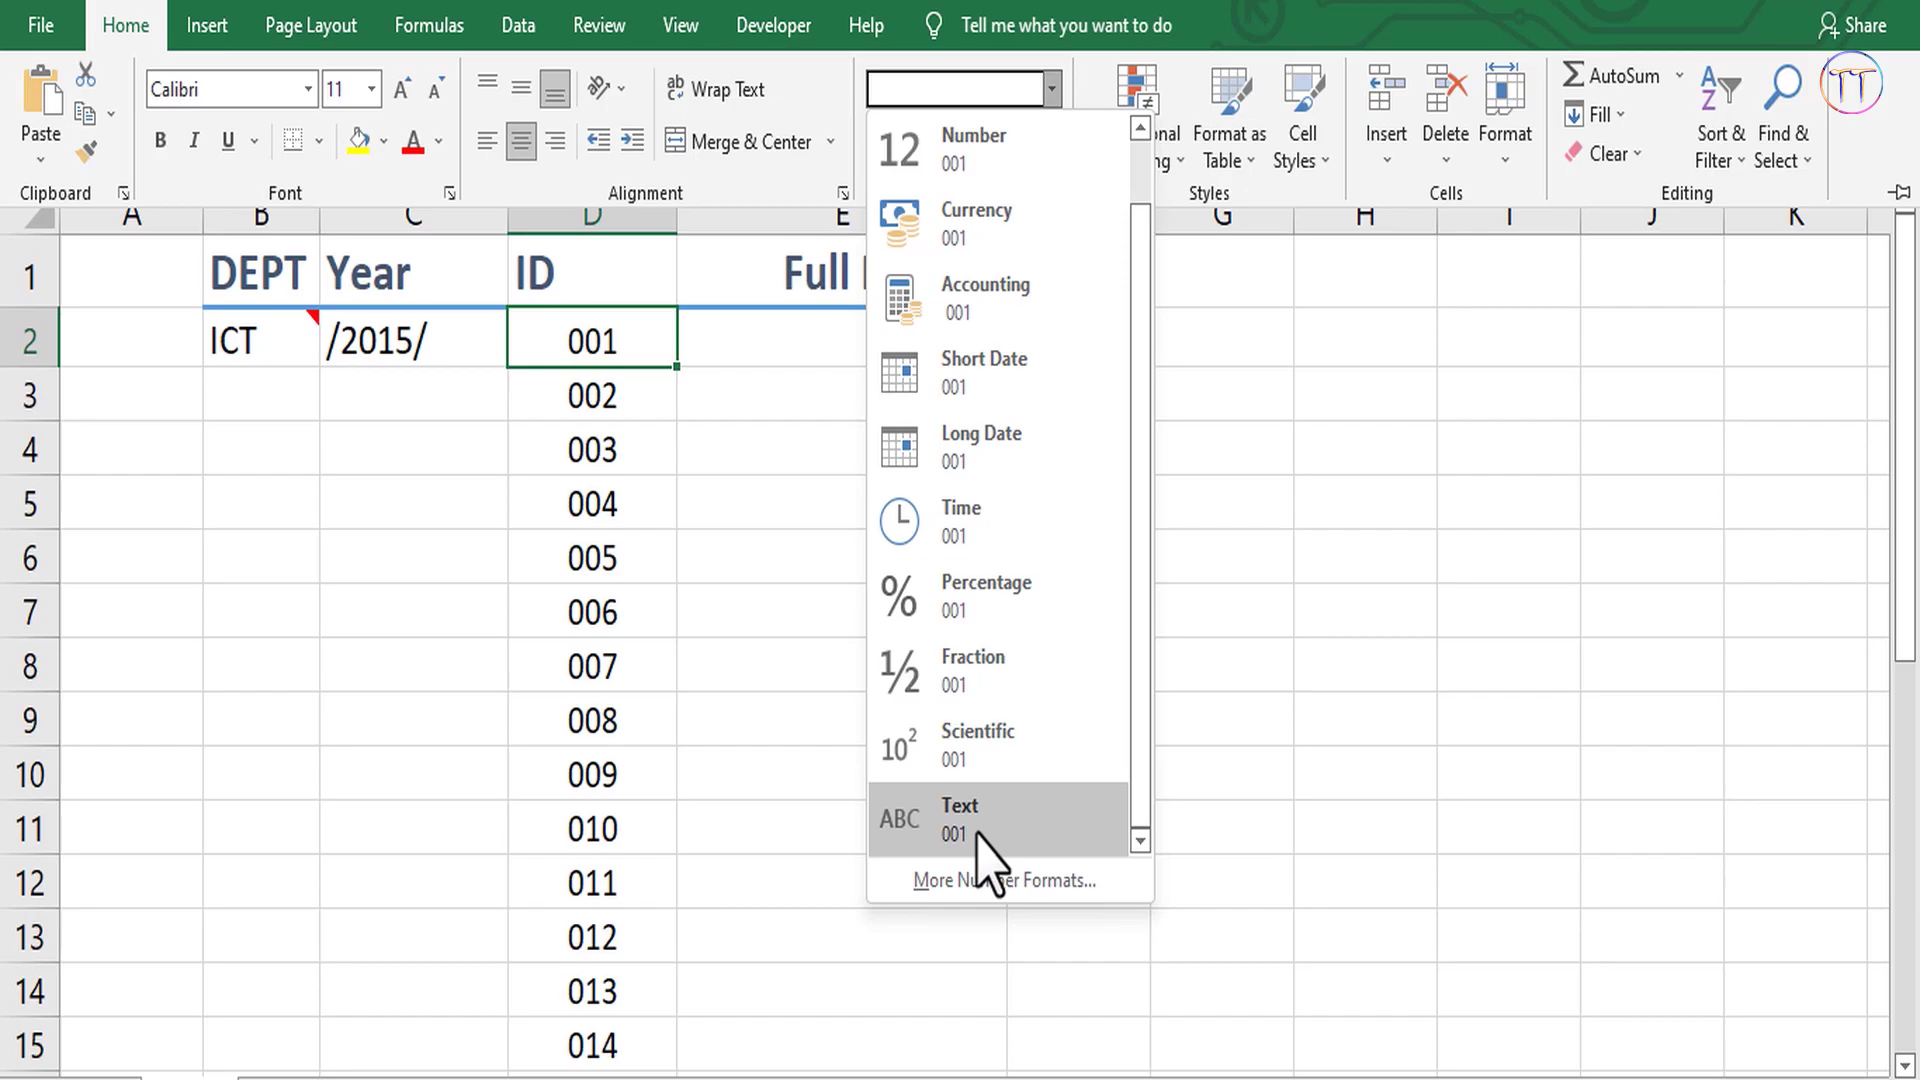 File Home Insert Page Layout Formulas Data Review View Developer Help Tell me what you want to do Share
Calibri 11 Wrap Text AutoSum
Paste B I U Merge & Center Format as Table Cell Styles Insert Delete Format Fill Clear Sort & Filter Find & Select
Clipboard Font Alignment Styles Cells Editing
TT
A B C D E G H I J K
1 DEPT Year ID Full
2 ICT /2015/ 001
3 002
4 003
5 004
6 005
7 006
8 007
9 008
10 009
11 010
12 011
13 012
14 013
15 014
12 Number
001
Currency
001
Accounting
001
Short Date
001
Long Date
001
Time
001
% Percentage
001
½ Fraction
001
10² Scientific
001
ABC Text
001
More Number Formats...